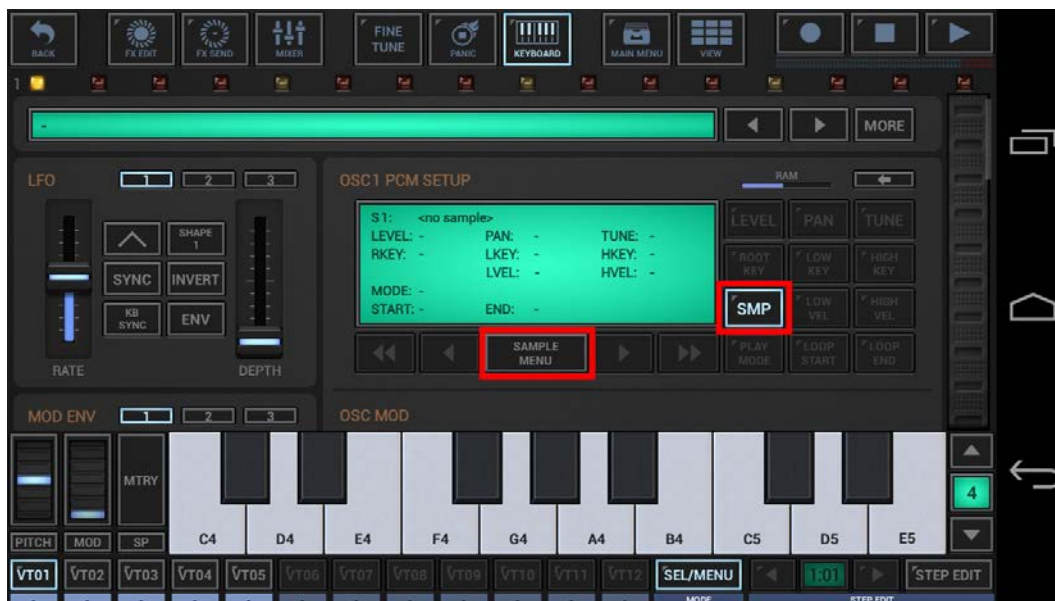 BACK FX EDIT FX SEND MIXER FINE TUNE PANIC KEYBOARD MAIN MENU VIEW
1
- MORE
LFO 1 2 3 OSC 1 PCM SETUP RAM
S1: <no sample>
LEVEL: - PAN: - TUNE: -
RKEY: - LKEY: - HKEY: -
LVEL: - HVEL: -
MODE: -
START: - END: -
LEVEL PAN TUNE
SHAPE 1
ROOT KEY LOW KEY HIGH KEY
SYNC INVERT
SMP LOW VEL HIGH VEL
KB SYNC ENV
SAMPLE MENU
PLAY MODE LOOP START LOOP END
RATE DEPTH
MOD ENV 1 2 3 OSC MOD
MTRY
4
PITCH MOD SP C4 D4 E4 F4 G4 A4 B4 C5 D5 E5
VT01 VT02 VT03 VT04 VT05 VT06 VT07 VT08 VT09 VT10 VT11 VT12 SEL/MENU 1:01 STEP EDIT
MODE STEP EDIT